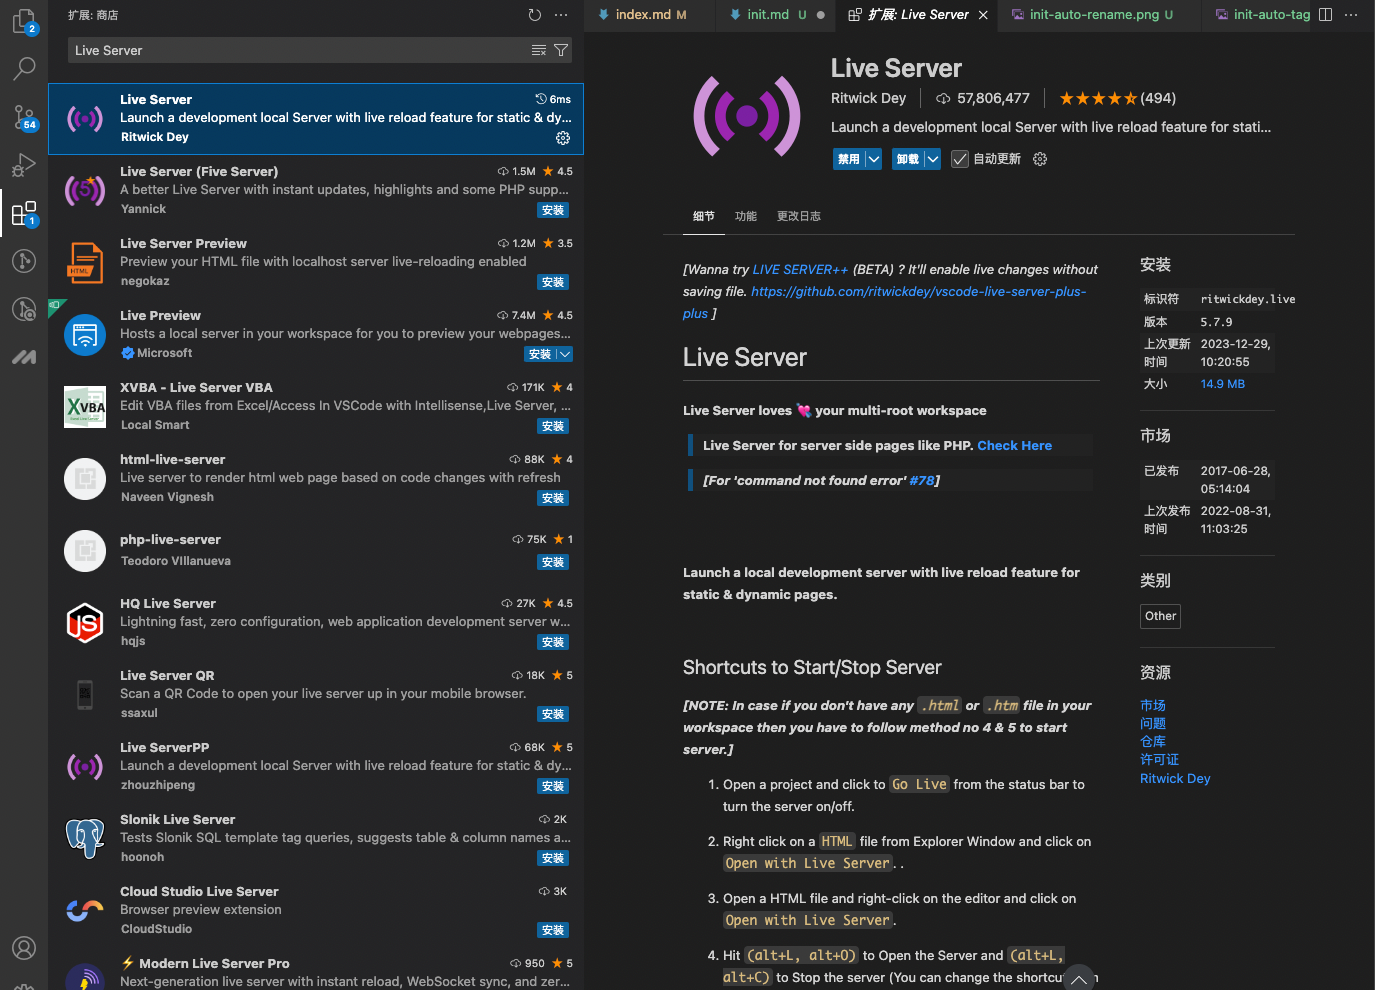 扩展: 商店
Live Server
2
54
1
Live Server
6ms
Launch a development local Server with live reload feature for static & dy...
Ritwick Dey
Live Server (Five Server)
1.5M ★ 4.5
A better Live Server with instant updates, highlights and some PHP supp...
Yannick
安装
Live Server Preview
1.2M ★ 3.5
Preview your HTML file with localhost server live-reloading enabled
negokaz
安装
HTML
Live Preview
7.4M ★ 4.5
Hosts a local server in your workspace for you to preview your webpages...
Microsoft
安装
XVBA - Live Server VBA
171K ★ 4
Edit VBA files from Excel/Access In VSCode with Intellisense,Live Server, ...
Local Smart
安装
XVBA
html-live-server
88K ★ 4
Live server to render html web page based on code changes with refresh
Naveen Vignesh
安装
php-live-server
75K ★ 1
Teodoro VIllanueva
安装
HQ Live Server
27K ★ 4.5
Lightning fast, zero configuration, web application development server w...
hqjs
安装
JS
Live Server QR
18K ★ 5
Scan a QR Code to open your live server up in your mobile browser.
ssaxul
安装
Live ServerPP
68K ★ 5
Launch a development local Server with live reload feature for static & dy...
zhouzhipeng
安装
Slonik Live Server
2K
Tests Slonik SQL template tag queries, suggests table & column names a...
hoonoh
安装
Cloud Studio Live Server
3K
Browser preview extension
CloudStudio
安装
⚡ Modern Live Server Pro
950 ★ 5
Next-generation live server with instant reload, WebSocket sync, and zer...
index.md M
init.md U
扩展: Live Server
init-auto-rename.png U
init-auto-tag
Live Server
Ritwick Dey
57,806,477
(494)
Launch a development local Server with live reload feature for stati...
禁用
卸载
自动更新
细节
功能
更改日志
[Wanna try LIVE SERVER++ (BETA) ? It'll enable live changes without
saving file. https://github.com/ritwickdey/vscode-live-server-plus-
plus ]
Live Server
Live Server loves 💘 your multi-root workspace
Live Server for server side pages like PHP. Check Here
[For 'command not found error' #78]
Launch a local development server with live reload feature for
static & dynamic pages.
Shortcuts to Start/Stop Server
[NOTE: In case if you don't have any .html or .htm file in your
workspace then you have to follow method no 4 & 5 to start
server.]
1. Open a project and click to Go Live from the status bar to
turn the server on/off.
2. Right click on a HTML file from Explorer Window and click on
Open with Live Server. .
3. Open a HTML file and right-click on the editor and click on
Open with Live Server.
4. Hit (alt+L, alt+O) to Open the Server and (alt+L,
alt+C) to Stop the server (You can change the shortcut
安装
标识符 ritwickdey.live
版本 5.7.9
上次更新 2023-12-29,
时间 10:20:55
大小 14.9 MB
市场
已发布 2017-06-28,
05:14:04
上次发布 2022-08-31,
时间 11:03:25
类别
Other
资源
市场
问题
仓库
许可证
Ritwick Dey